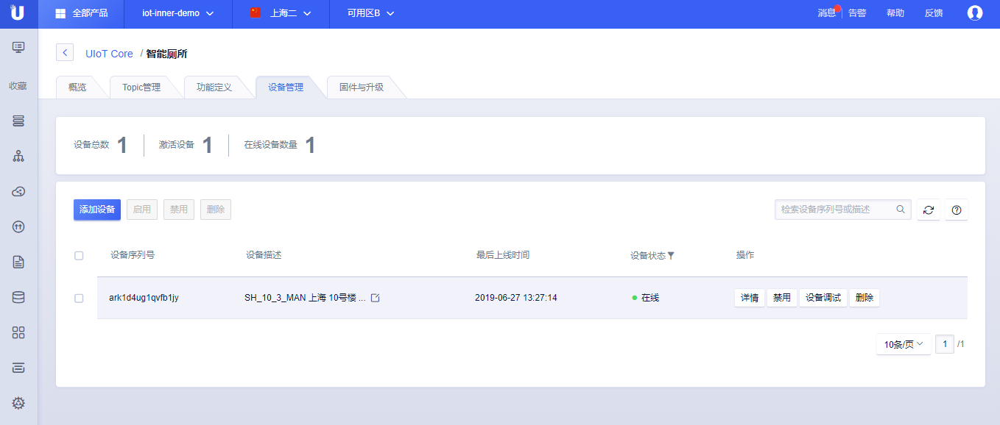 U 全部产品 iot-inner-demo 上海二 可用区B 消息 告警 帮助 反馈
UIoT Core / 智能厕所
收藏
概览 Topic管理 功能定义 设备管理 固件与升级
设备总数 1 激活设备 1 在线设备数量 1
添加设备 启用 禁用 删除 检索设备序列号或描述
设备序列号 设备描述 最后上线时间 设备状态 操作
ark1d4ug1qvfb1jy SH_10_3_MAN 上海 10号楼 ... 2019-06-27 13:27:14 在线 详情 禁用 设备调试 删除
10条/页 1 /1